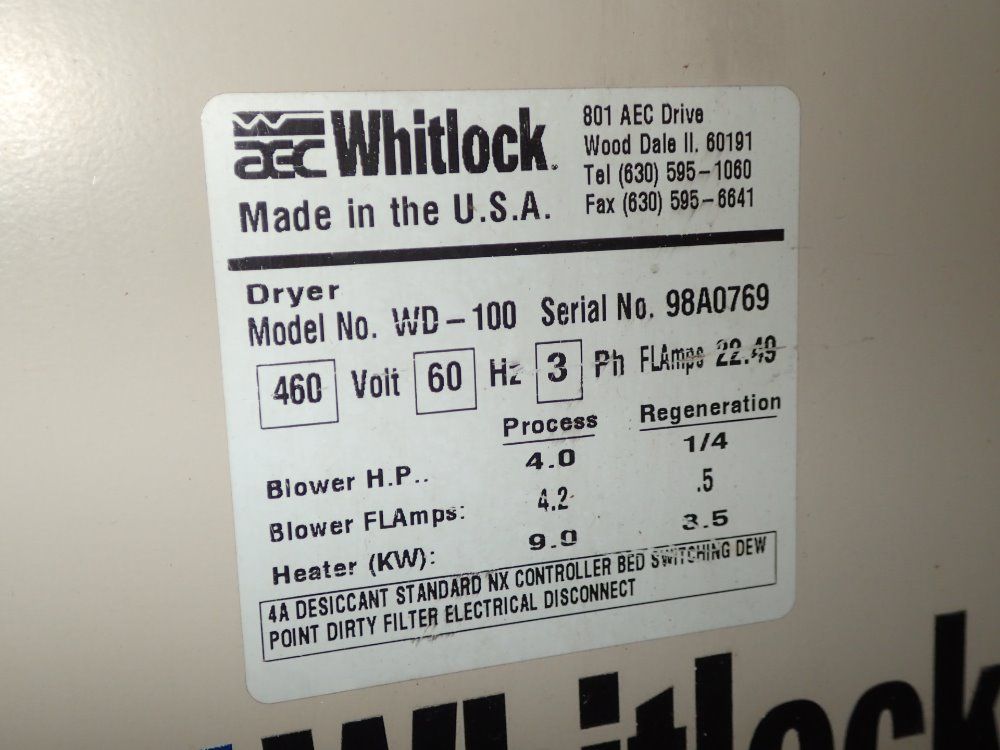 AEC Whitlock.
Made in the U.S.A.
801 AEC Drive
Wood Dale Il. 60191
Tel (630) 595-1060
Fax (630) 595-6641
Dryer
Model No. WD-100 Serial No. 98A0769
460 Volt 60 Hz 3 Ph FLAmps 22.49
Process Regeneration
Blower H.P.. 4.0 1/4
Blower FLAmps: 4.2 .5
Heater (KW): 9.0 3.5
4A DESICCANT STANDARD NX CONTROLLER BED SWITCHING DEW
POINT DIRTY FILTER ELECTRICAL DISCONNECT
Whitlock